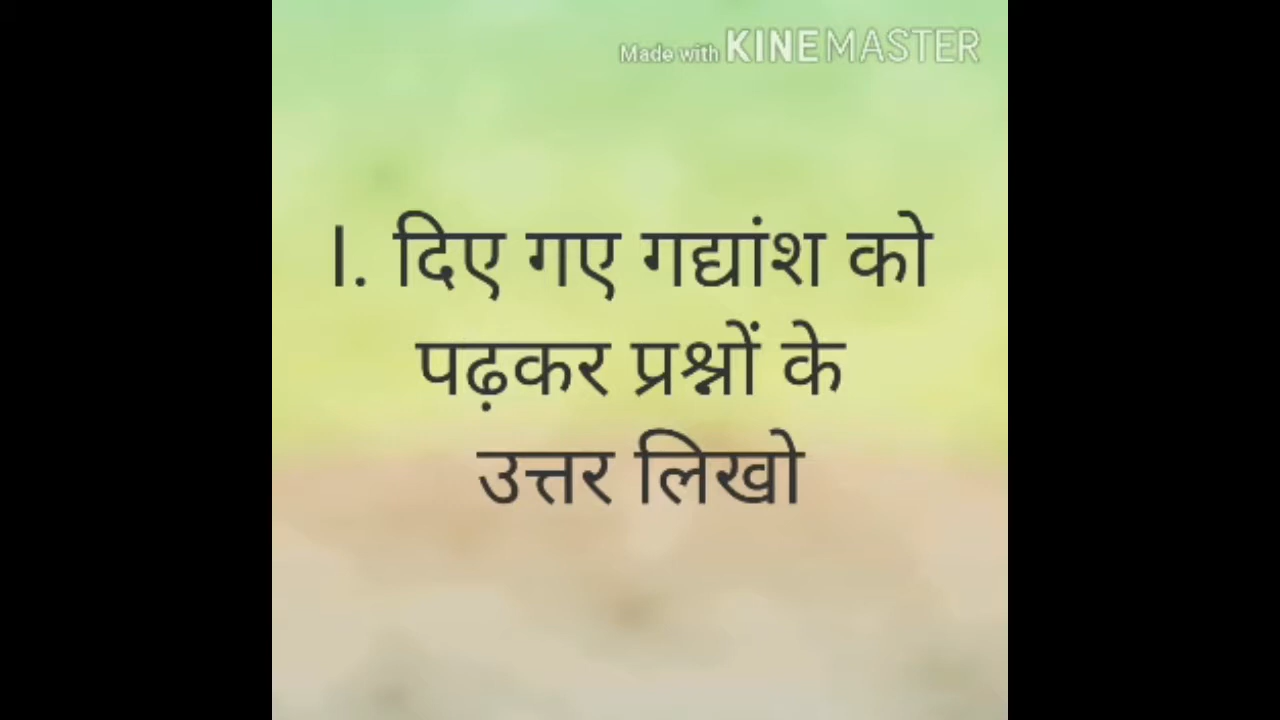 Made with KINEMASTER
I. दिए गए गद्यांश को
पढ़कर प्रश्नों के
उत्तर लिखो